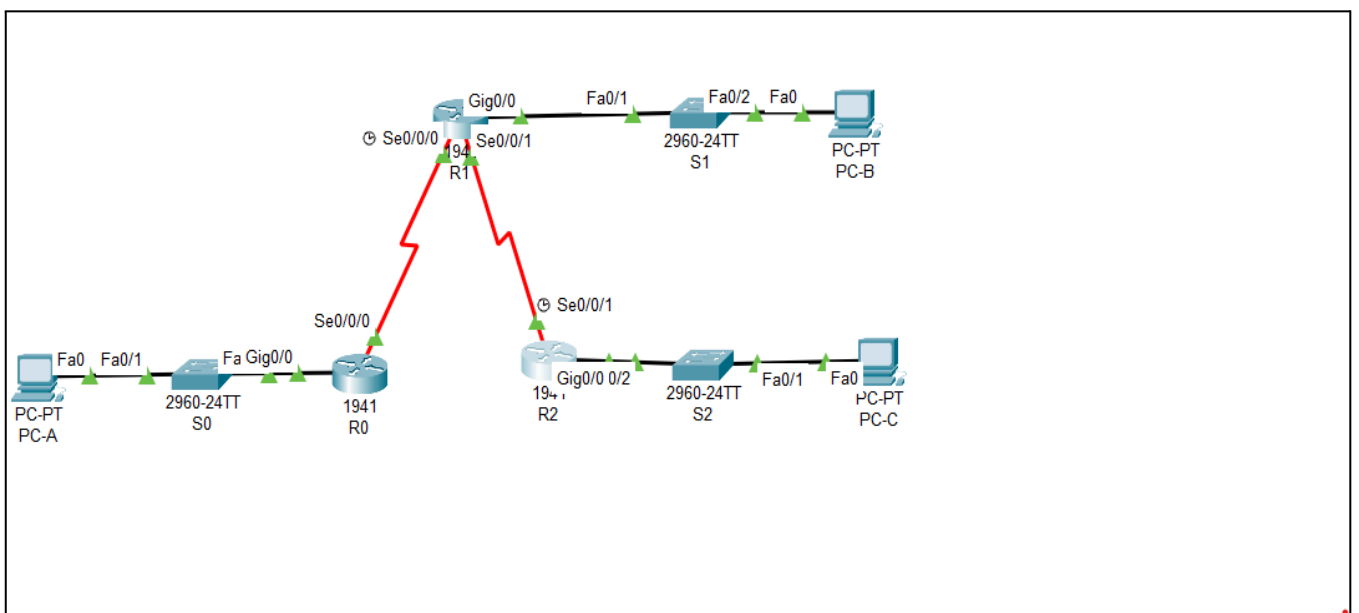 Gig0/0
Fa0/1
Fa0/2
Fa0
Se0/0/0
Se0/0/1
194
R1
2960-24TT
S1
PC-PT
PC-B
Se0/0/1
Se0/0/0
Fa0
Fa0/1
Fa
Gig0/0
PC-PT
PC-A
2960-24TT
S0
1941
R0
Gig0/0
0/2
R2
2960-24TT
S2
Fa0/1
Fa0
PC-PT
PC-C